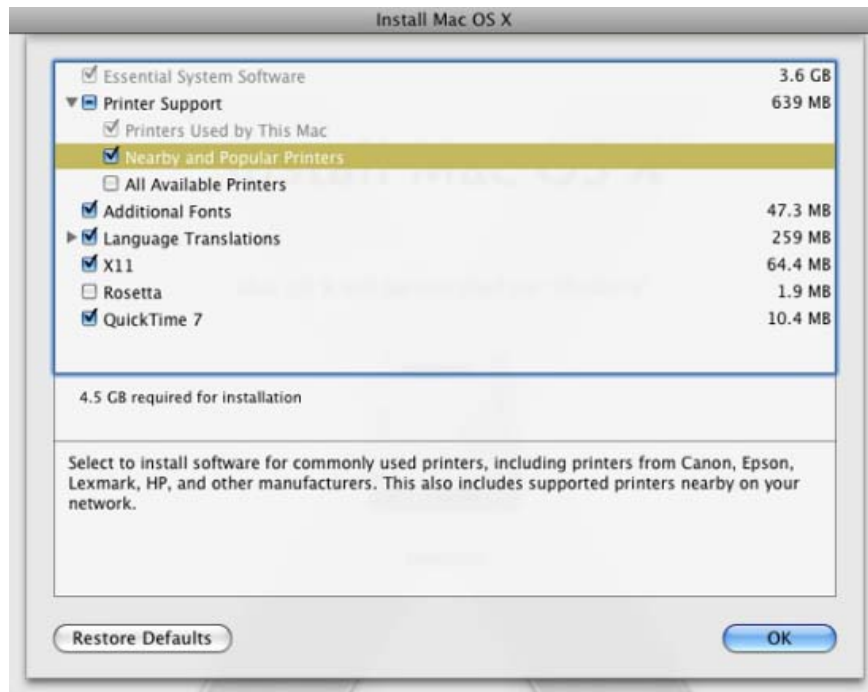 Install Mac OS X
Essential System Software 3.6 GB
Printer Support 639 MB
Printers Used by This Mac
Nearby and Popular Printers
All Available Printers
Additional Fonts 47.3 MB
Language Translations 259 MB
X11 64.4 MB
Rosetta 1.9 MB
QuickTime 7 10.4 MB
4.5 GB required for installation
Select to install software for commonly used printers, including printers from Canon, Epson,
Lexmark, HP, and other manufacturers. This also includes supported printers nearby on your
network.
Restore Defaults OK